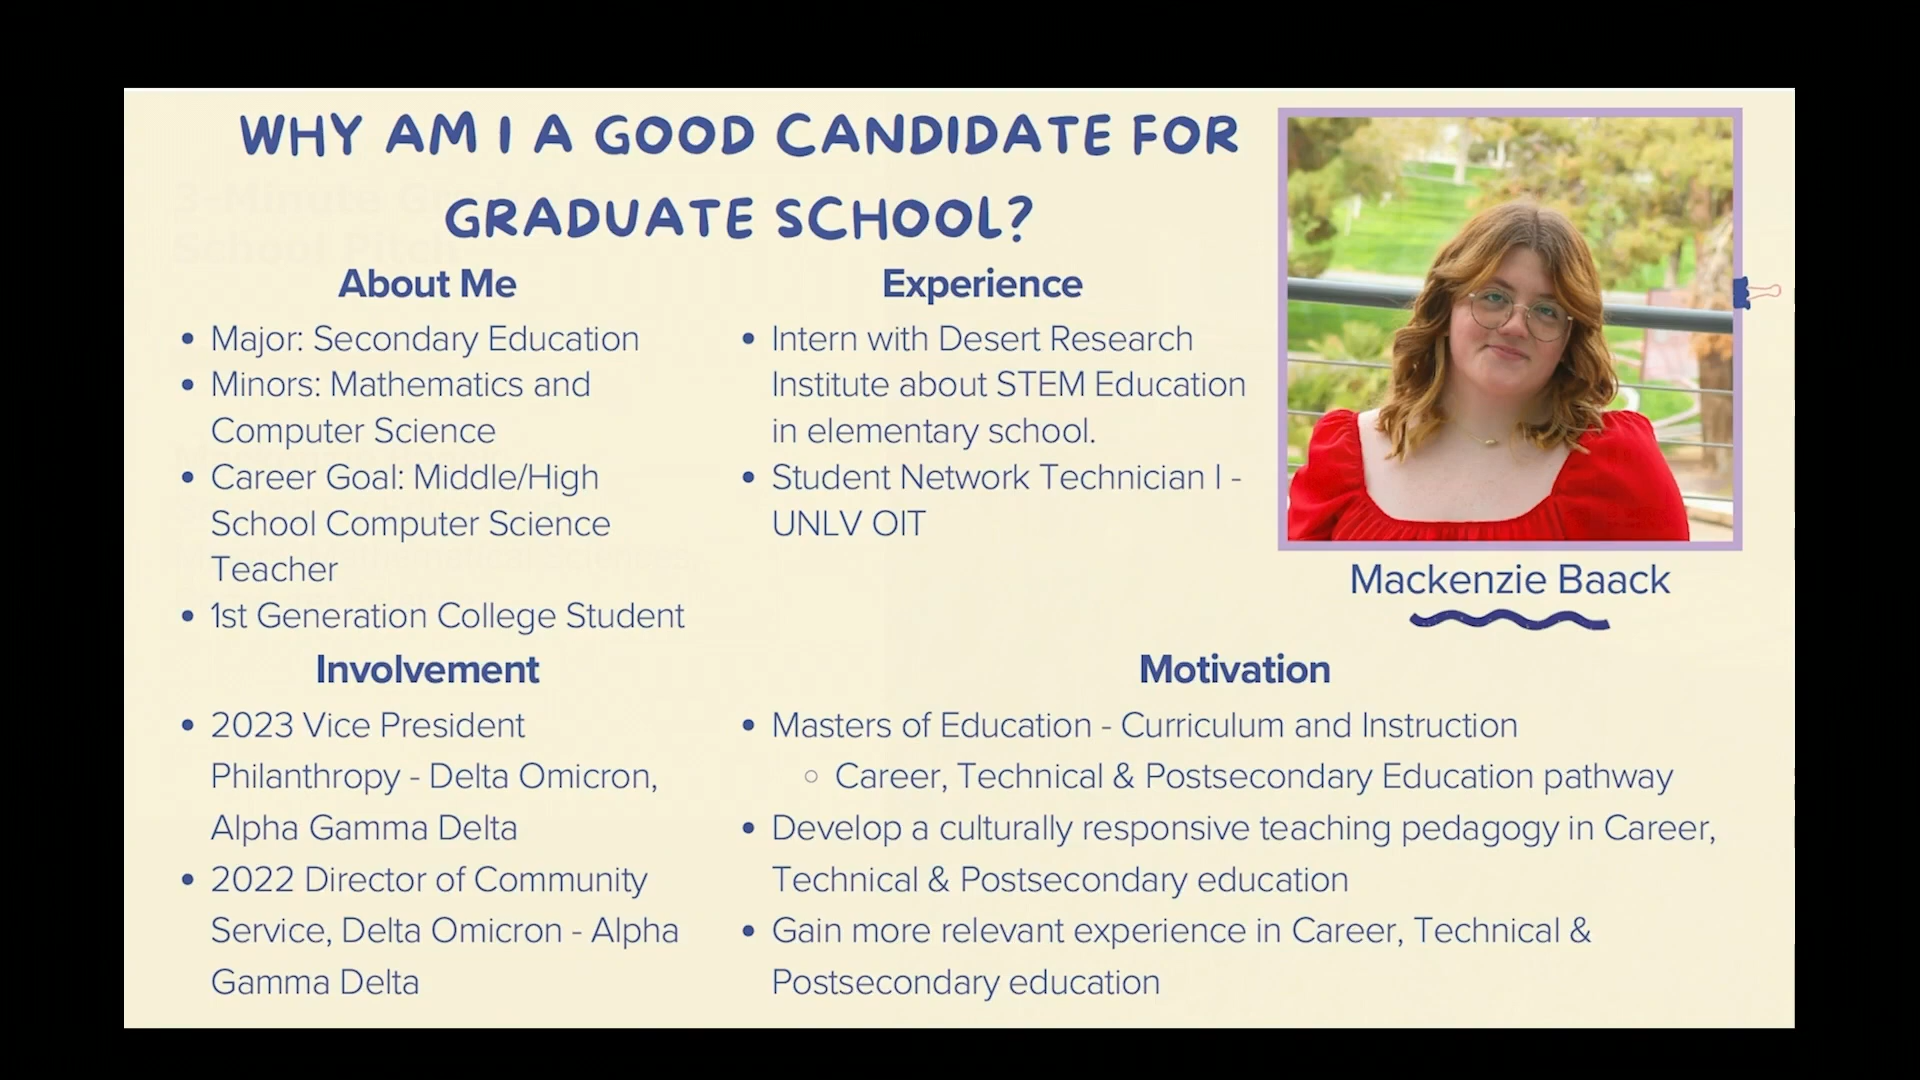 WHY AM I A GOOD CANDIDATE FOR
GRADUATE SCHOOL?
About Me
• Major: Secondary Education
• Minors: Mathematics and
Computer Science
• Career Goal: Middle/High
School Computer Science
Teacher
• 1st Generation College Student
Experience
• Intern with Desert Research
Institute about STEM Education
in elementary school.
• Student Network Technician I -
UNLV OIT
Mackenzie Baack
Involvement
• 2023 Vice President
Philanthropy - Delta Omicron,
Alpha Gamma Delta
• 2022 Director of Community
Service, Delta Omicron - Alpha
Gamma Delta
Motivation
• Masters of Education - Curriculum and Instruction
◦ Career, Technical & Postsecondary Education pathway
• Develop a culturally responsive teaching pedagogy in Career,
Technical & Postsecondary education
• Gain more relevant experience in Career, Technical &
Postsecondary education